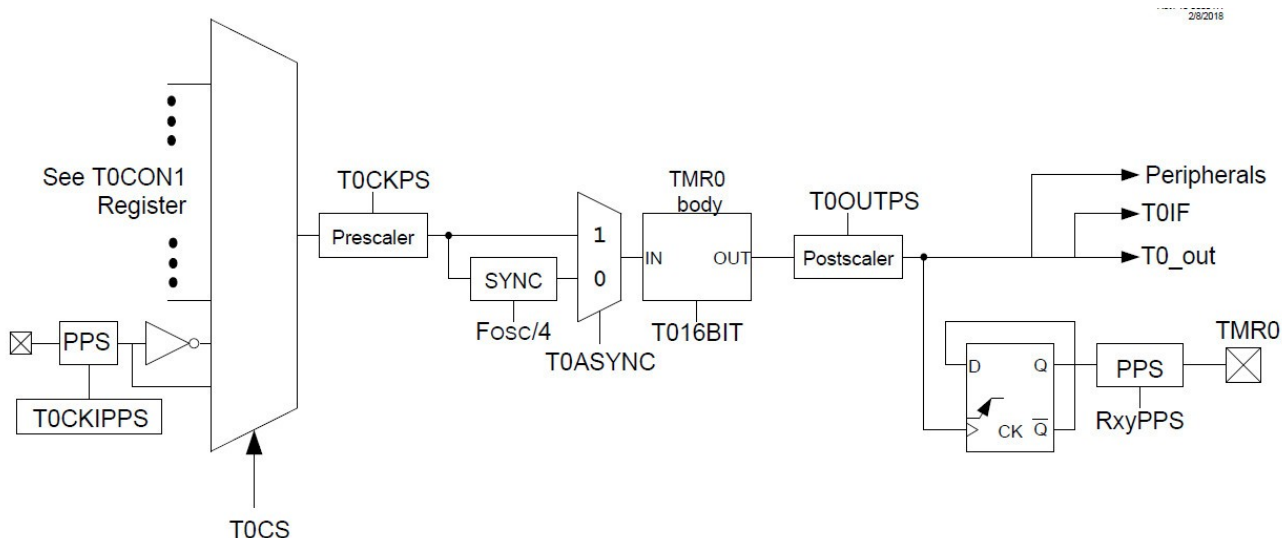 2/8/2018
See T0CON1
Register
T0CKPS
Prescaler
SYNC
Fosc/4
1
0
T0ASYNC
TMR0
body
IN
OUT
T016BIT
T0OUTPS
Postscaler
Peripherals
T0IF
T0_out
PPS
T0CKIPPS
T0CS
D
Q
CK
Q
PPS
RxyPPS
TMR0